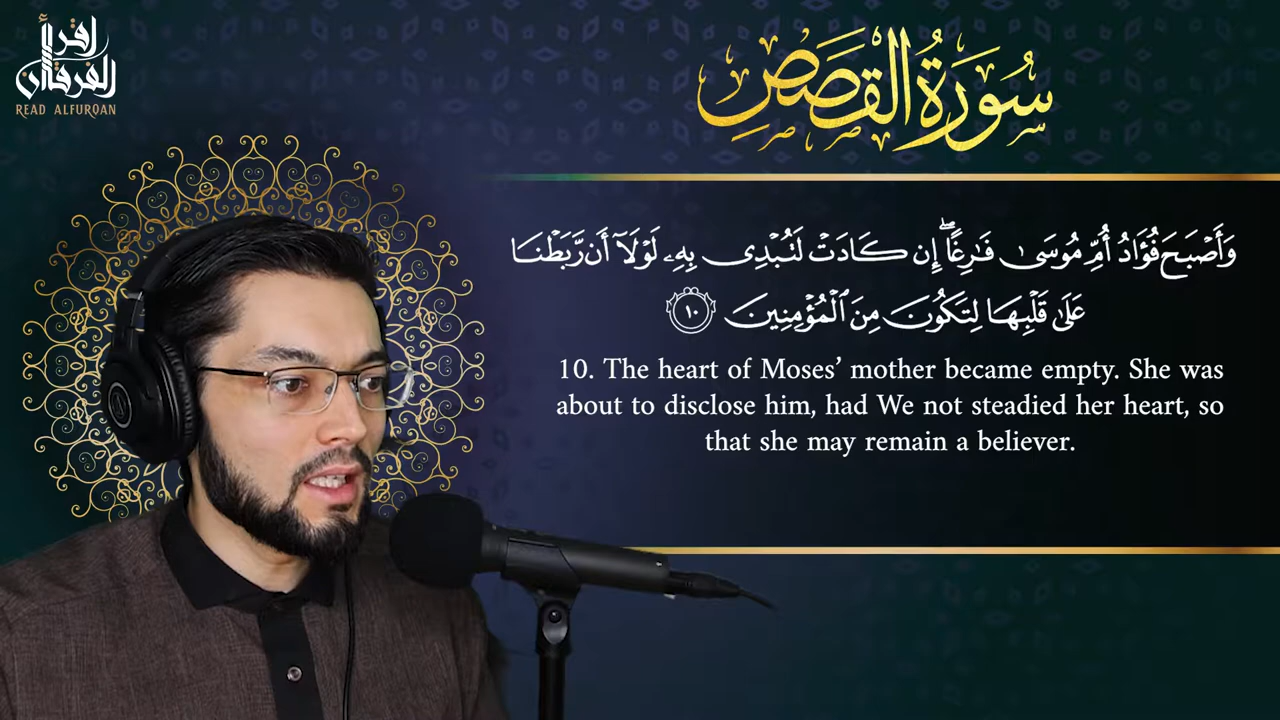 اقرأ
الفرقان
READ ALFURQAN
سُورَةُ القَصَصِ
وَأَصْبَحَ فُؤَادُ أُمِّ مُوسَىٰ فَٰرِغًاۖ إِن كَادَتْ لَتُبْدِى بِهِۦ لَوْلَآ أَن رَّبَطْنَا
عَلَىٰ قَلْبِهَا لِتَكُونَ مِنَ ٱلْمُؤْمِنِينَ ١٠
10. The heart of Moses’ mother became empty. She was
about to disclose him, had We not steadied her heart, so
that she may remain a believer.